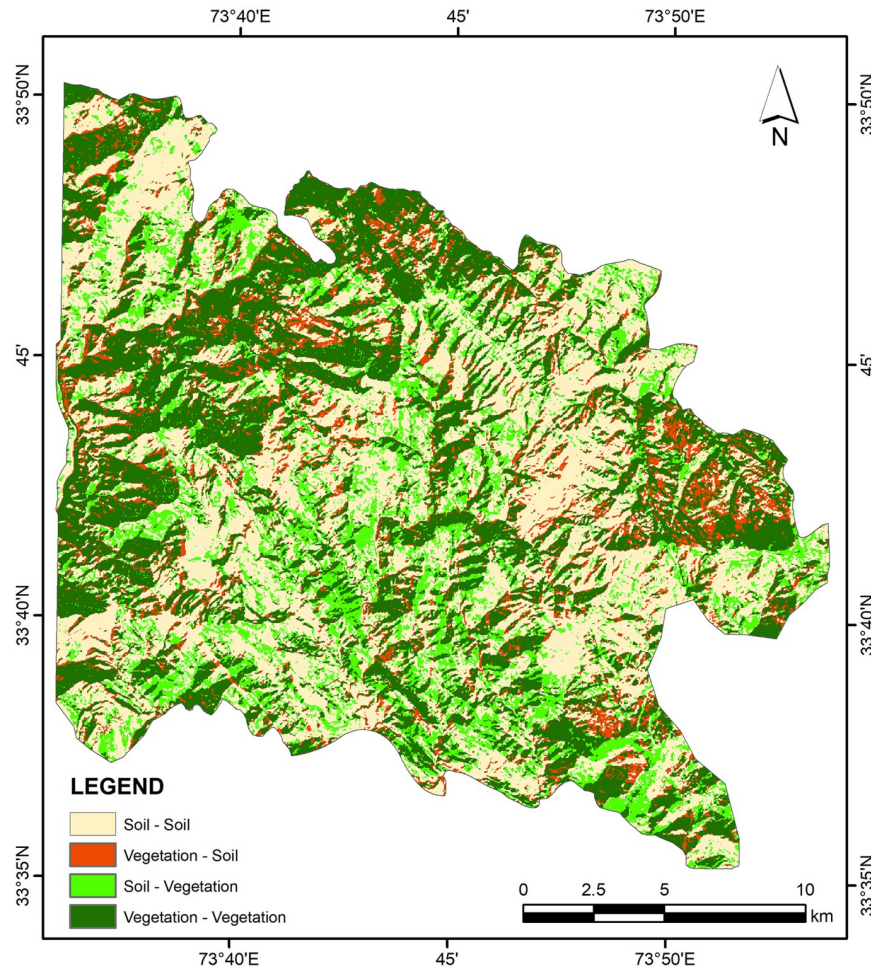 73°40'E 45' 73°50'E
33°50'N
33°50'N
N
45'
45'
33°40'N
33°40'N
LEGEND
Soil - Soil
Vegetation - Soil
Soil - Vegetation
Vegetation - Vegetation
33°35'N
33°35'N
0 2.5 5 10
km
73°40'E 45' 73°50'E